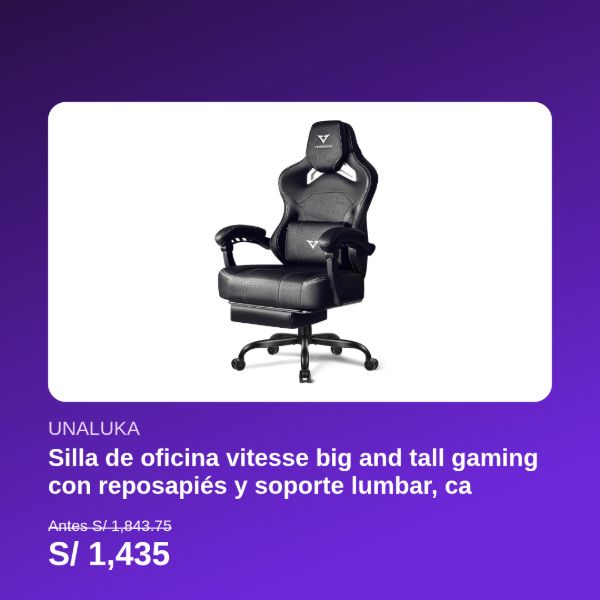 UNALUKA
Silla de oficina vitesse big and tall gaming
con reposapiés y soporte lumbar, ca
Antes S/ 1,843.75
S/ 1,435